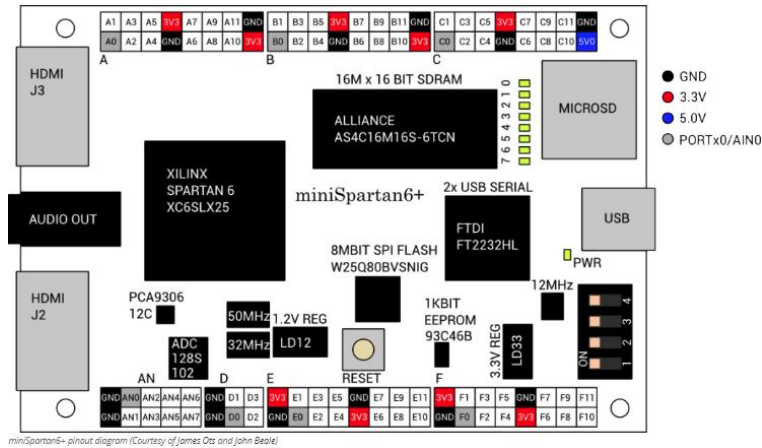 A1 A3 A5 3V3 A7 A9 A11 GND
A0 A2 A4 GND A6 A8 A10 3V3
A
B1 B3 B5 3V3 B7 B9 B11 GND
B0 B2 B4 GND B6 B8 B10 3V3
B
C1 C3 C5 3V3 C7 C9 C11 GND
C0 C2 C4 GND C6 C8 C10 5V0
C
HDMI
J3
16M x 16 BIT SDRAM
ALLIANCE
AS4C16M16S-6TCN
7 6 5 4 3 2 1 0
MICROSD
GND
3.3V
5.0V
PORTx0/AIN0
XILINX
SPARTAN 6
XC6SLX25
miniSpartan6+
2x USB SERIAL
FTDI
FT2232HL
AUDIO OUT
USB
PWR
8MBIT SPI FLASH
W25Q80BVSNIG
HDMI
J2
PCA9306
12C
50MHz
32MHz
1.2V REG
LD12
ADC
128S
102
RESET
1KBIT
EEPROM
93C46B
3.3V REG
LD33
12MHz
ON
1 2 3 4
AN
GND AN0 AN2 AN4 AN6
GND AN1 AN3 AN5 AN7
D
GND D1 D3
GND D0 D2
E
3V3 E1 E3 E5 GND E7 E9 E11
GND E0 E2 E4 3V3 E6 E8 E10
F
3V3 F1 F3 F5 GND F7 F9 F11
GND F0 F2 F4 3V3 F6 F8 F10
miniSpartan6+ pinout diagram (Courtesy of James Ots and John Beale)